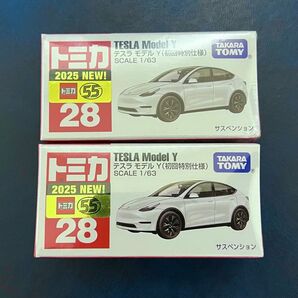 トミカ
2025 NEW!
トミカ 55
28
TESLA Model Y
テスラ モデル Y(初回特別仕様)
SCALE 1/63
TAKARA
TOMY
サスペンション
トミカ
2025 NEW!
トミカ 55
28
TESLA Model Y
テスラ モデル Y(初回特別仕様)
SCALE 1/63
TAKARA
TOMY
サスペンション